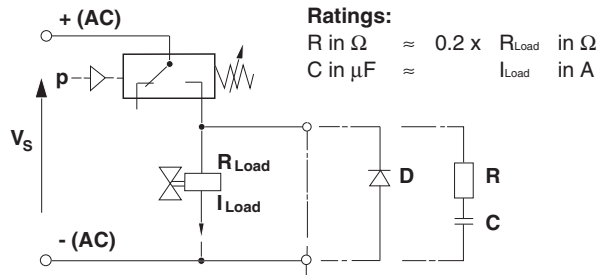 + (AC)
Ratings:
R in Ω ≈ 0.2 x RLoad in Ω
C in μF ≈ ILoad in A
p
VS
RLoad
ILoad
D
R
C
- (AC)